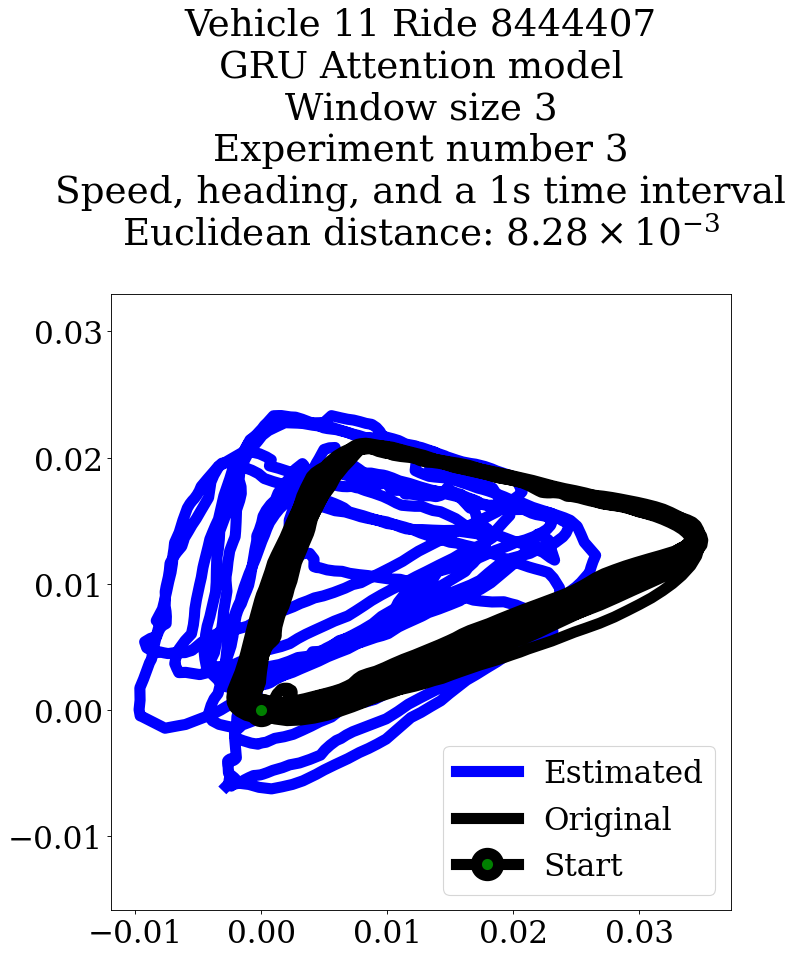 Vehicle 11 Ride 8444407
GRU Attention model
Window size 3
Experiment number 3
Speed, heading, and a 1s time interval
Euclidean distance: 8.28 × 10⁻³
0.03
0.02
0.01
0.00
−0.01
−0.01 0.00 0.01 0.02 0.03
Estimated
Original
Start